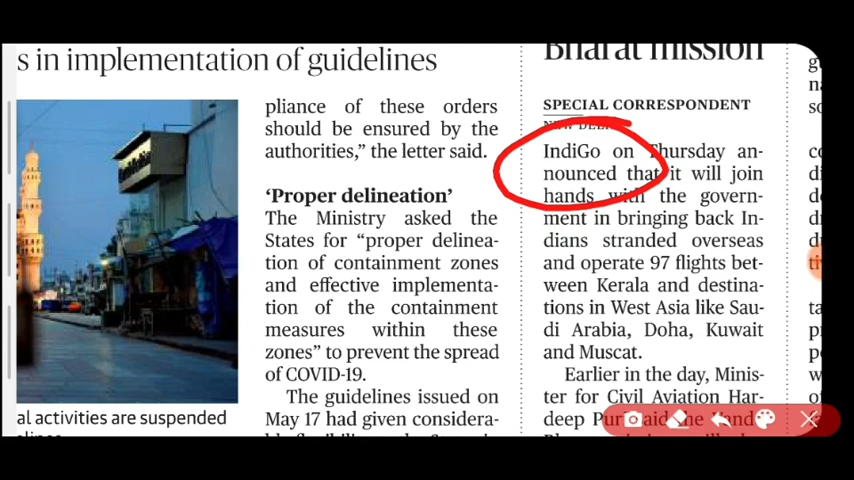 s in implementation of guidelines
al activities are suspended
pliance of these orders
should be ensured by the
authorities,” the letter said.
‘Proper delineation’
The Ministry asked the
States for “proper delinea-
tion of containment zones
and effective implementa-
tion of the containment
measures within these
zones” to prevent the spread
of COVID-19.
The guidelines issued on
May 17 had given considera-
Bharat mission
SPECIAL CORRESPONDENT
NEW DELHI
IndiGo on Thursday an-
nounced that it will join
hands with the govern-
ment in bringing back In-
dians stranded overseas
and operate 97 flights bet-
ween Kerala and destina-
tions in West Asia like Sau-
di Arabia, Doha, Kuwait
and Muscat.
Earlier in the day, Minis-
ter for Civil Aviation Har-
deep Puri said the Vande